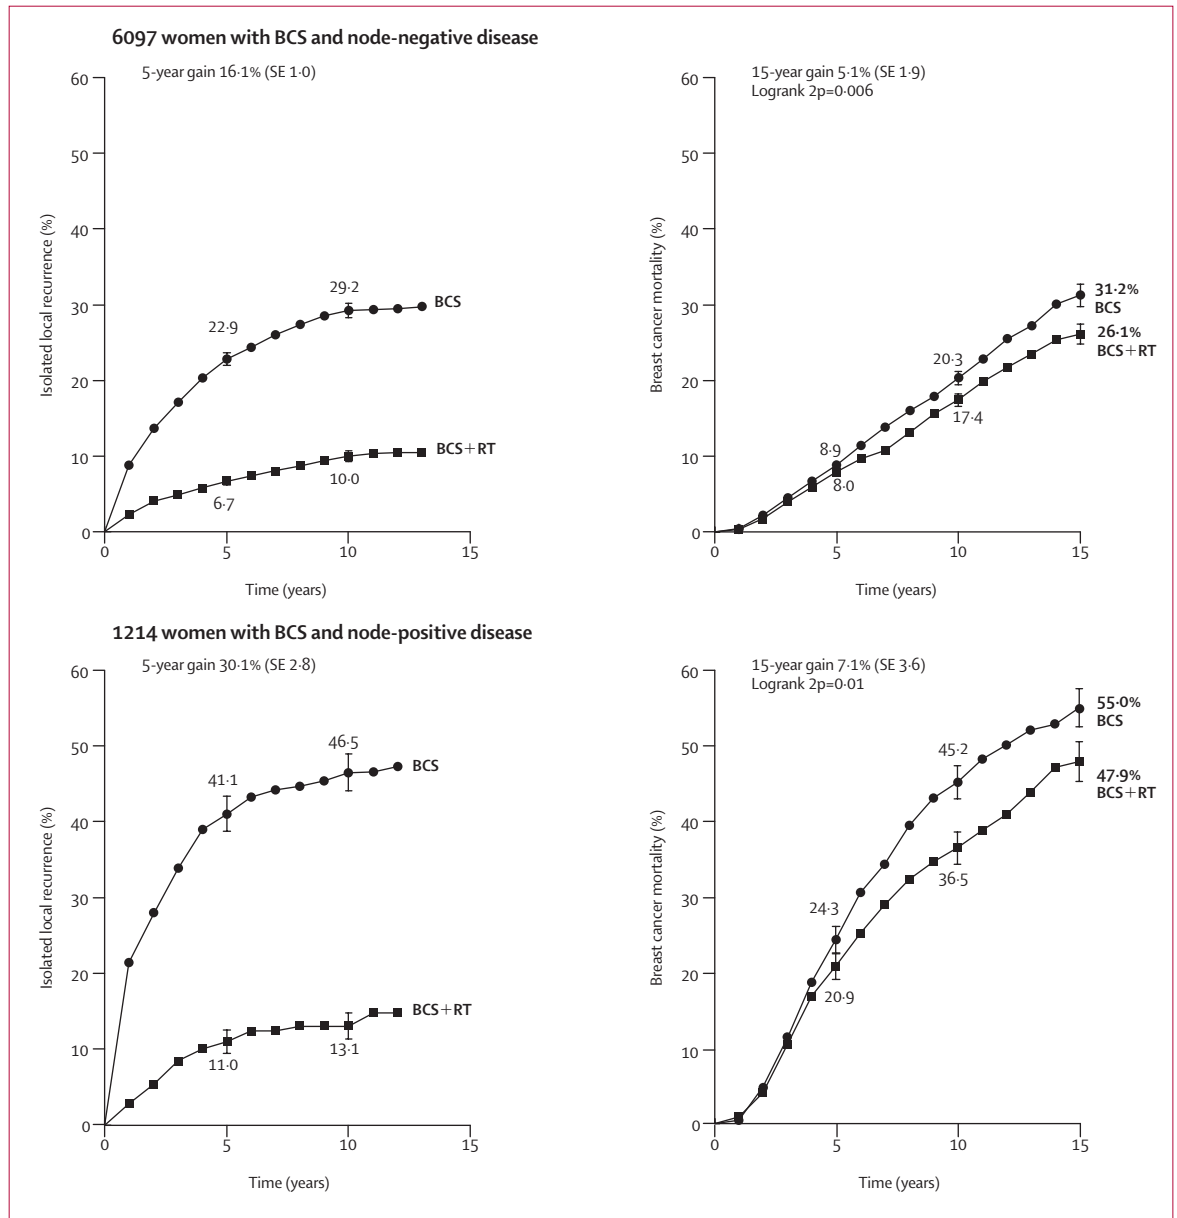 6097 women with BCS and node-negative disease
5-year gain 16·1% (SE 1·0)
60
50
40
30
20
10
0
Isolated local recurrence (%)
22·9
29·2
BCS
6·7
10·0
BCS+RT
0
5
10
15
Time (years)
15-year gain 5·1% (SE 1·9)
Logrank 2p=0·006
60
50
40
30
20
10
0
Breast cancer mortality (%)
8·9
20·3
31·2%
BCS
26·1%
BCS+RT
8·0
17·4
0
5
10
15
Time (years)
1214 women with BCS and node-positive disease
5-year gain 30·1% (SE 2·8)
60
50
40
30
20
10
0
Isolated local recurrence (%)
41·1
46·5
BCS
11·0
13·1
BCS+RT
0
5
10
15
Time (years)
15-year gain 7·1% (SE 3·6)
Logrank 2p=0·01
60
50
40
30
20
10
0
Breast cancer mortality (%)
24·3
45·2
55·0%
BCS
47·9%
BCS+RT
20·9
36·5
0
5
10
15
Time (years)